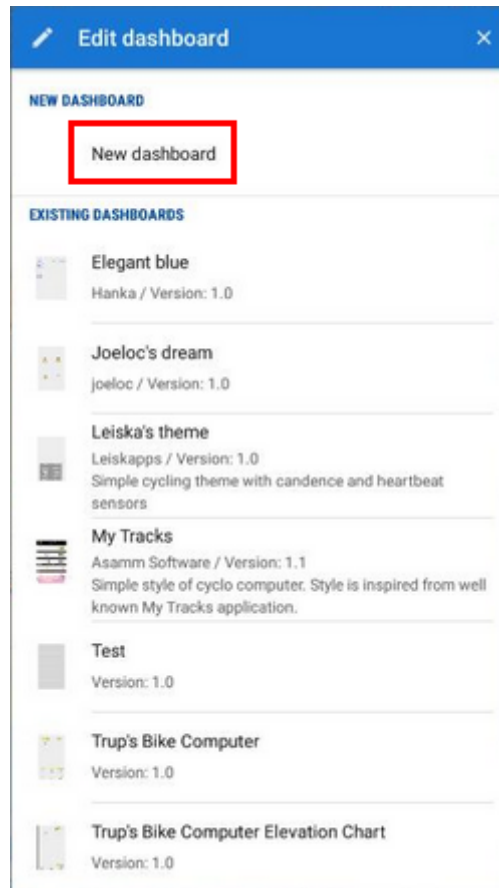 Edit dashboard
NEW DASHBOARD
New dashboard
EXISTING DASHBOARDS
Elegant blue
Hanka / Version: 1.0
Joeloc's dream
joeloc / Version: 1.0
Leiska's theme
Leiskapps / Version: 1.0
Simple cycling theme with candence and heartbeat
sensors
My Tracks
Asamm Software / Version: 1.1
Simple style of cyclo computer. Style is inspired from well
known My Tracks application.
Test
Version: 1.0
Trup's Bike Computer
Version: 1.0
Trup's Bike Computer Elevation Chart
Version: 1.0